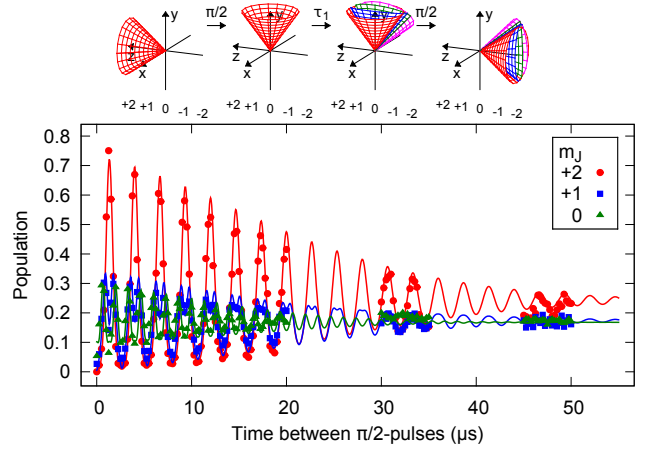 y π/2 y τ1 y π/2 y
z x z x z x z x
+2 +1 0 -1 -2 +2 +1 0 -1 -2 +2 +1 0 -1 -2 +2 +1 0 -1 -2
0.8
0.7
0.6
0.5
0.4
0.3
0.2
0.1
0
Population
mJ
+2
+1
0
0 10 20 30 40 50
Time between π/2-pulses (μs)